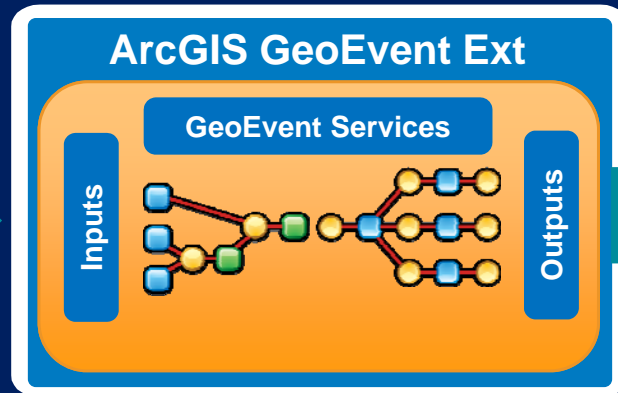 ArcGIS GeoEvent Ext
GeoEvent Services
Inputs
Outputs